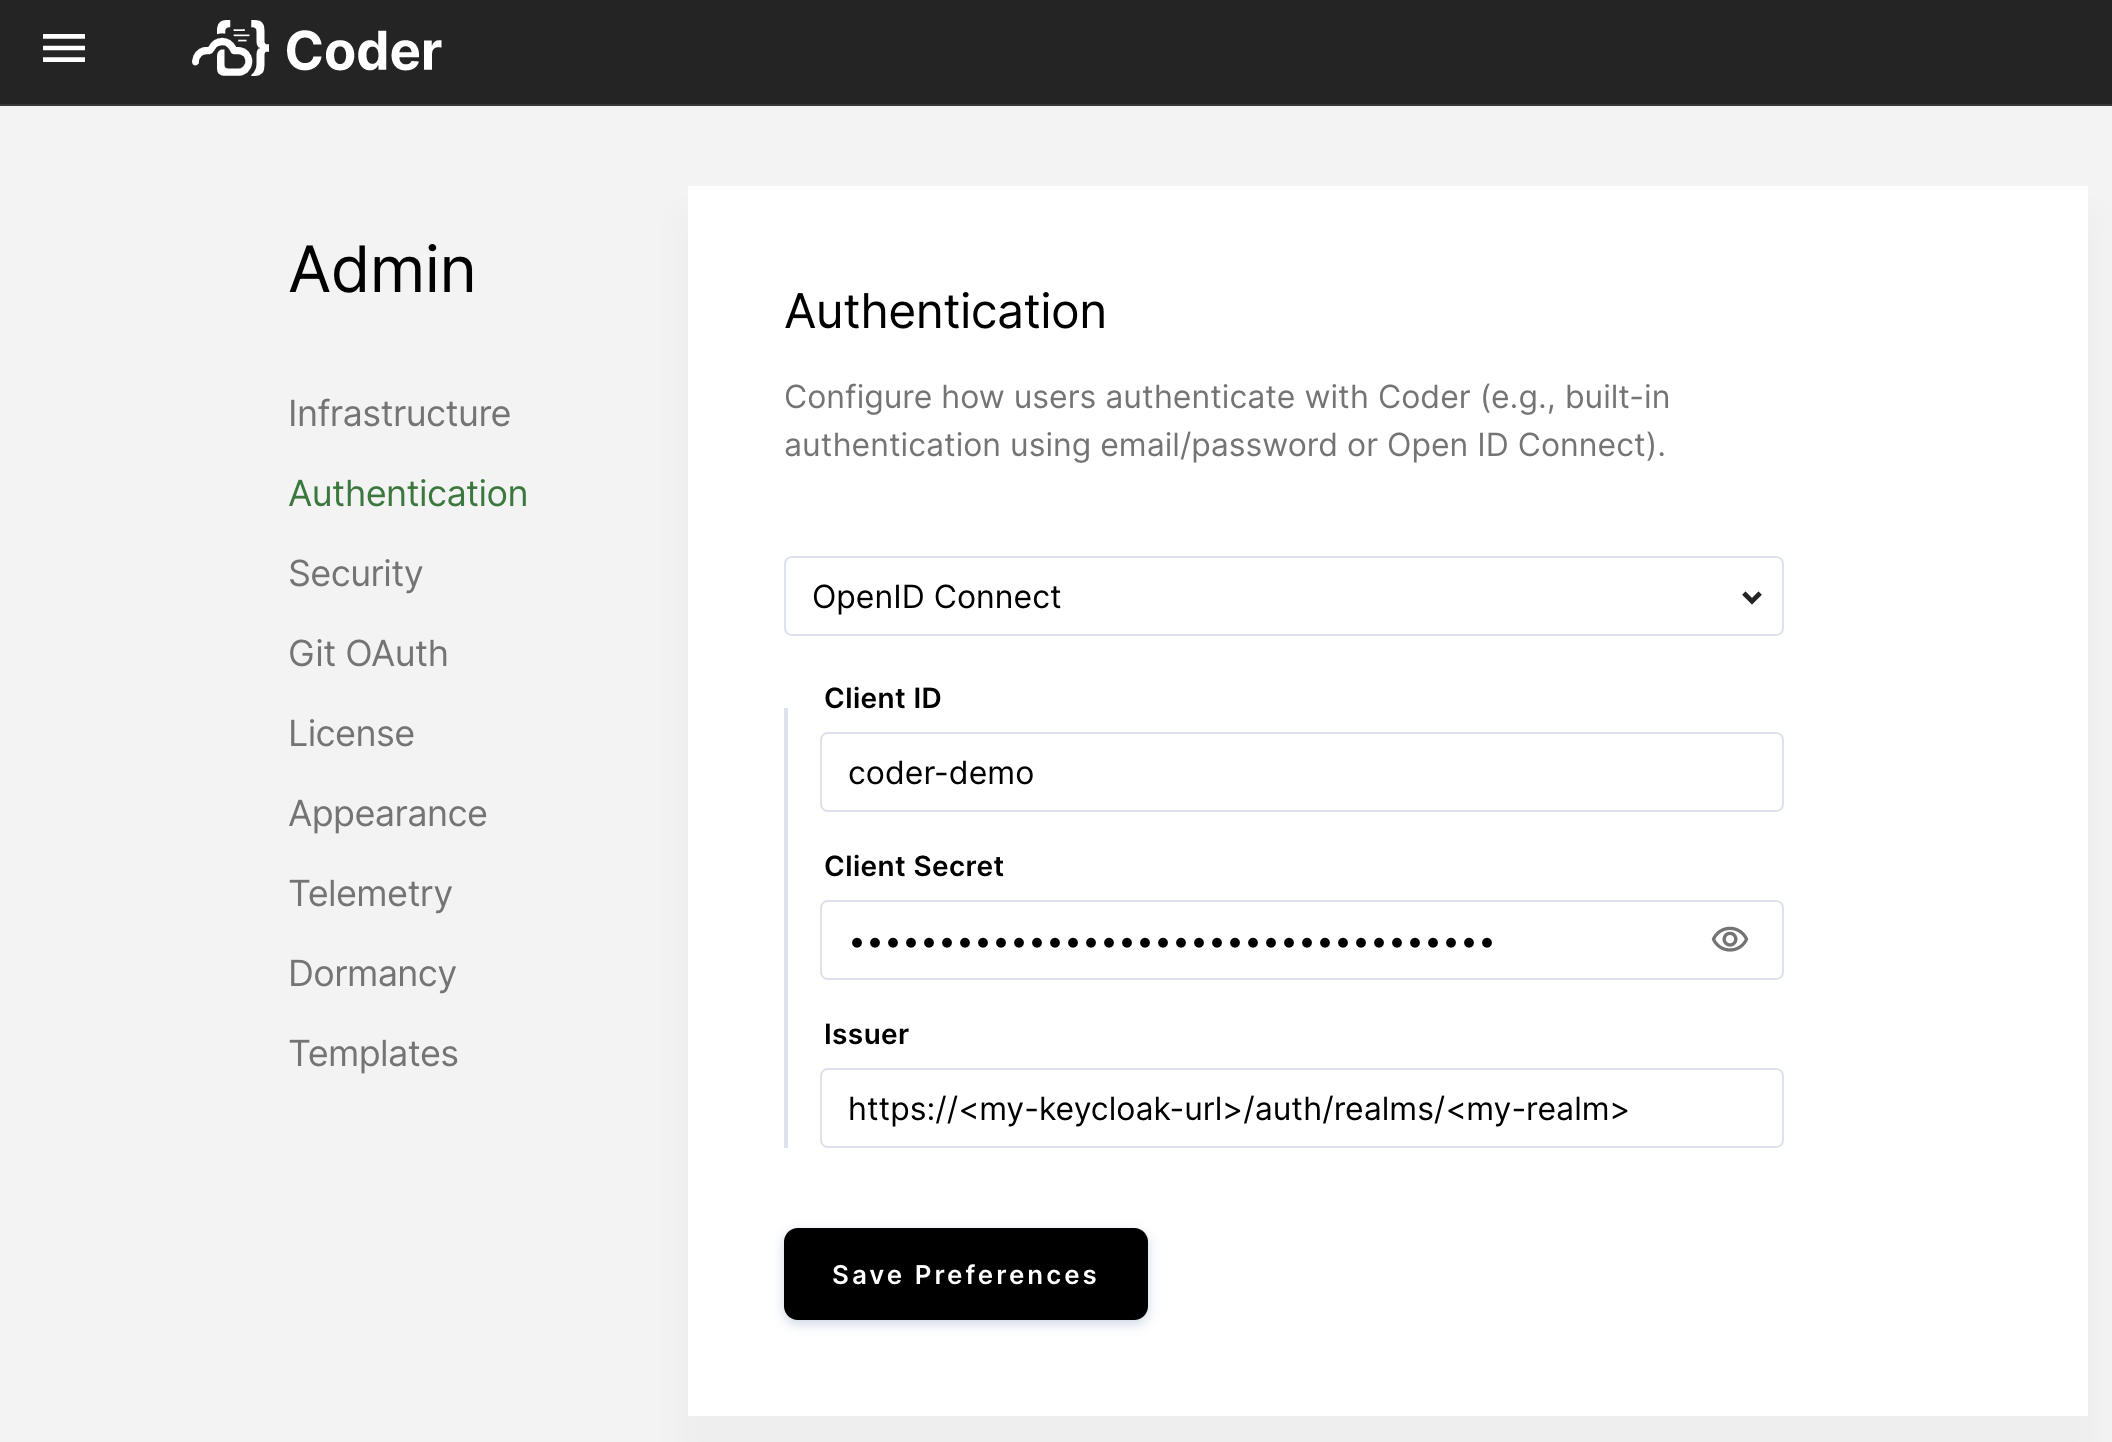 Coder
Admin
Infrastructure
Authentication
Security
Git OAuth
License
Appearance
Telemetry
Dormancy
Templates
Authentication
Configure how users authenticate with Coder (e.g., built-in
authentication using email/password or Open ID Connect).
OpenID Connect
Client ID
coder-demo
Client Secret
••••••••••••••••••••••••••••••••••••
Issuer
https://<my-keycloak-url>/auth/realms/<my-realm>
Save Preferences